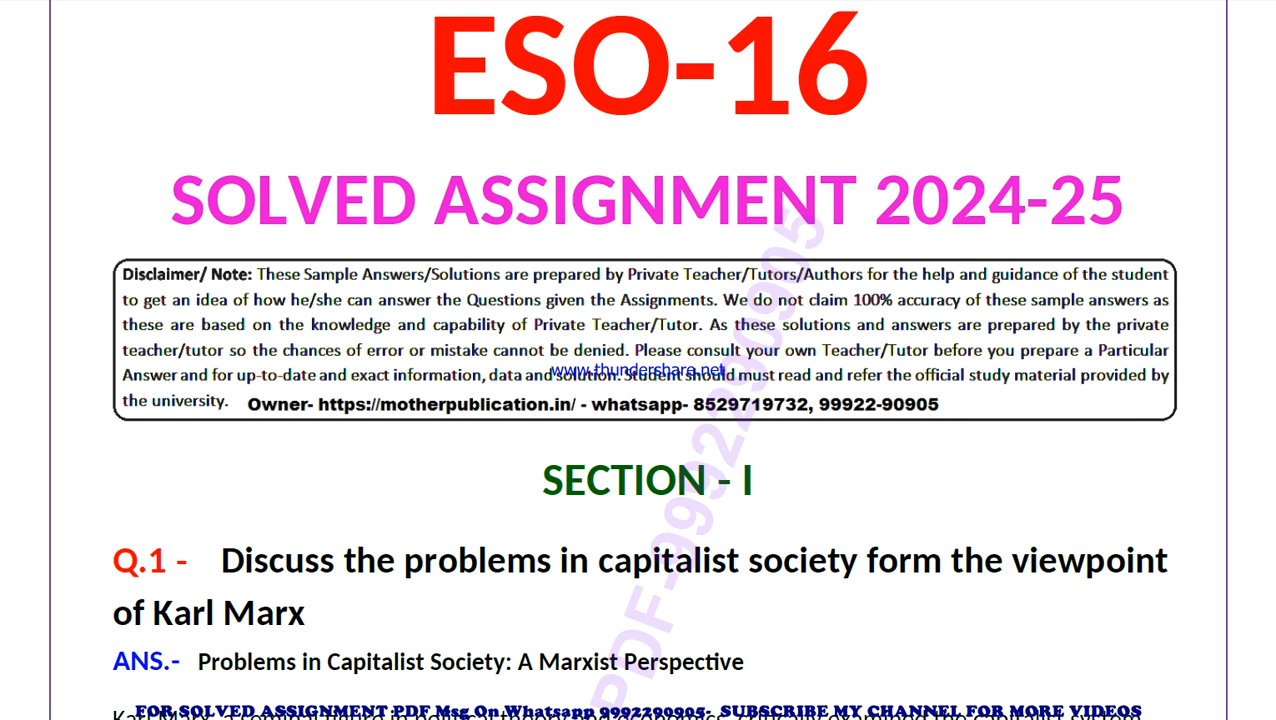 ESO-16
SOLVED ASSIGNMENT 2024-25
Disclaimer/ Note: These Sample Answers/Solutions are prepared by Private Teacher/Tutors/Authors for the help and guidance of the student
to get an idea of how he/she can answer the Questions given the Assignments. We do not claim 100% accuracy of these sample answers as
these are based on the knowledge and capability of Private Teacher/Tutor. As these solutions and answers are prepared by the private
teacher/tutor so the chances of error or mistake cannot be denied. Please consult your own Teacher/Tutor before you prepare a Particular
Answer and for up-to-date and exact information, data and solution. Student should must read and refer the official study material provided by
www.thundershare.net
the university. Owner- https://motherpublication.in/ - whatsapp- 8529719732, 99922-90905
SECTION - I
Q.1 - Discuss the problems in capitalist society form the viewpoint
of Karl Marx
ANS.- Problems in Capitalist Society: A Marxist Perspective
FOR SOLVED ASSIGNMENT PDF Msg On Whatsapp 9992290905- SUBSCRIBE MY CHANNEL FOR MORE VIDEOS
PDF-9992290905